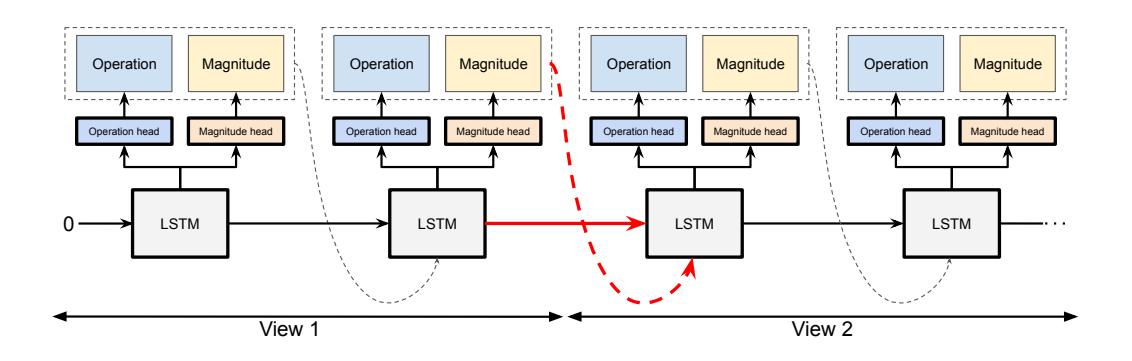 Operation Magnitude Operation Magnitude Operation Magnitude Operation Magnitude
Operation head Magnitude head Operation head Magnitude head Operation head Magnitude head Operation head Magnitude head
0 LSTM LSTM LSTM LSTM ...
View 1 View 2